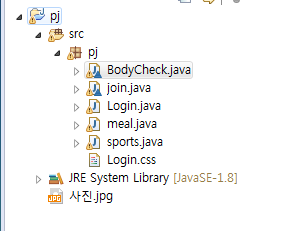 pj
src
pj
BodyCheck.java
join.java
Login.java
meal.java
sports.java
Login.css
JRE System Library [JavaSE-1.8]
사진.jpg